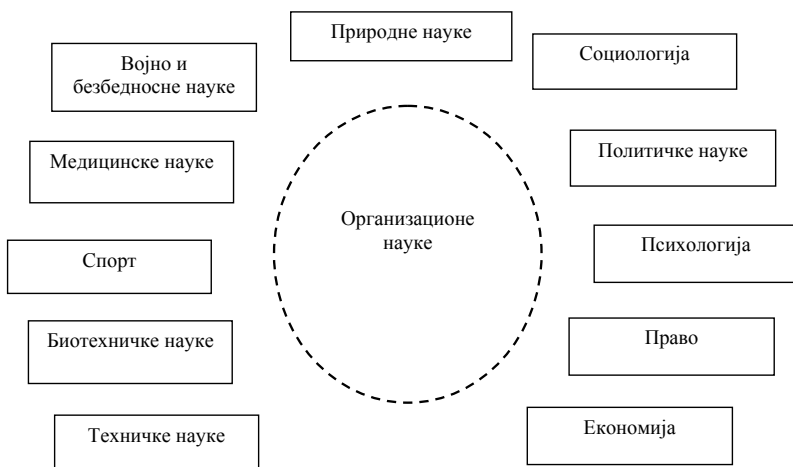 Природне науке
Социологија
Војно и
безбедносне науке
Медицинске науке
Политичке науке
Организационе
науке
Психологија
Спорт
Биотехничке науке
Право
Техничке науке
Економија